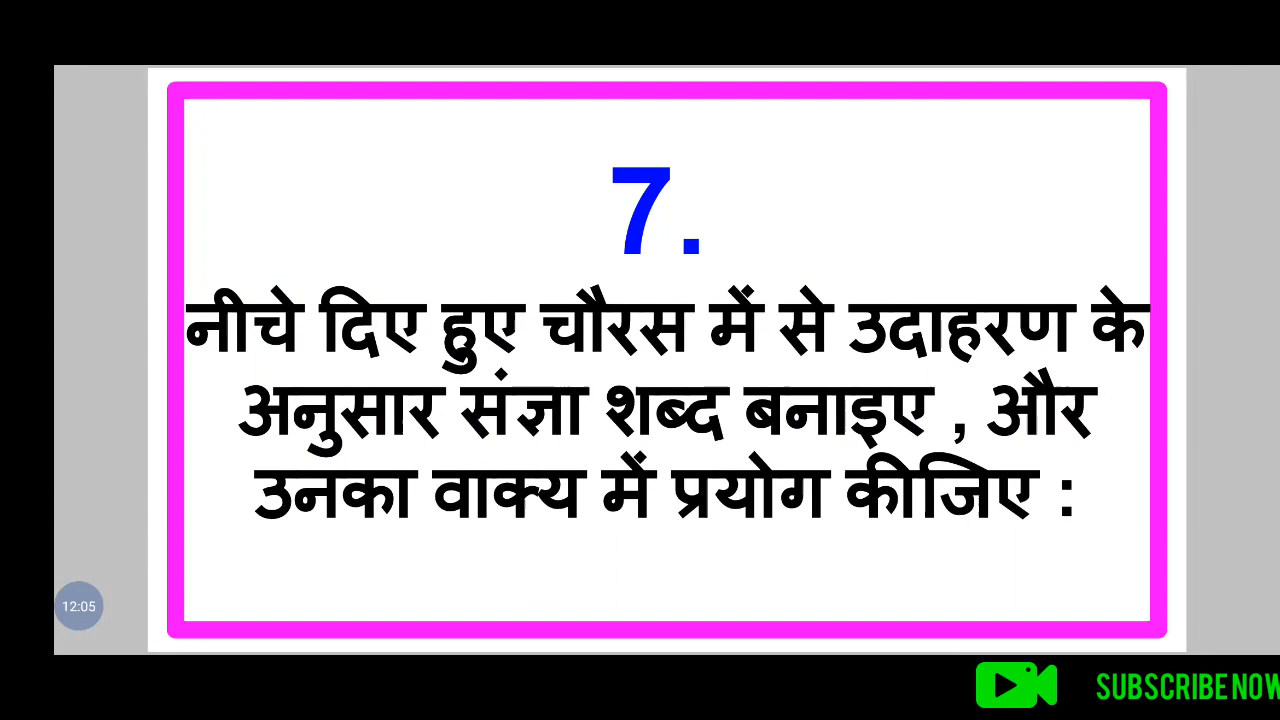 7.
नीचे दिए हुए चौरस में से उदाहरण के
अनुसार संज्ञा शब्द बनाइए , और
उनका वाक्य में प्रयोग कीजिए :
12:05
SUBSCRIBE NOW